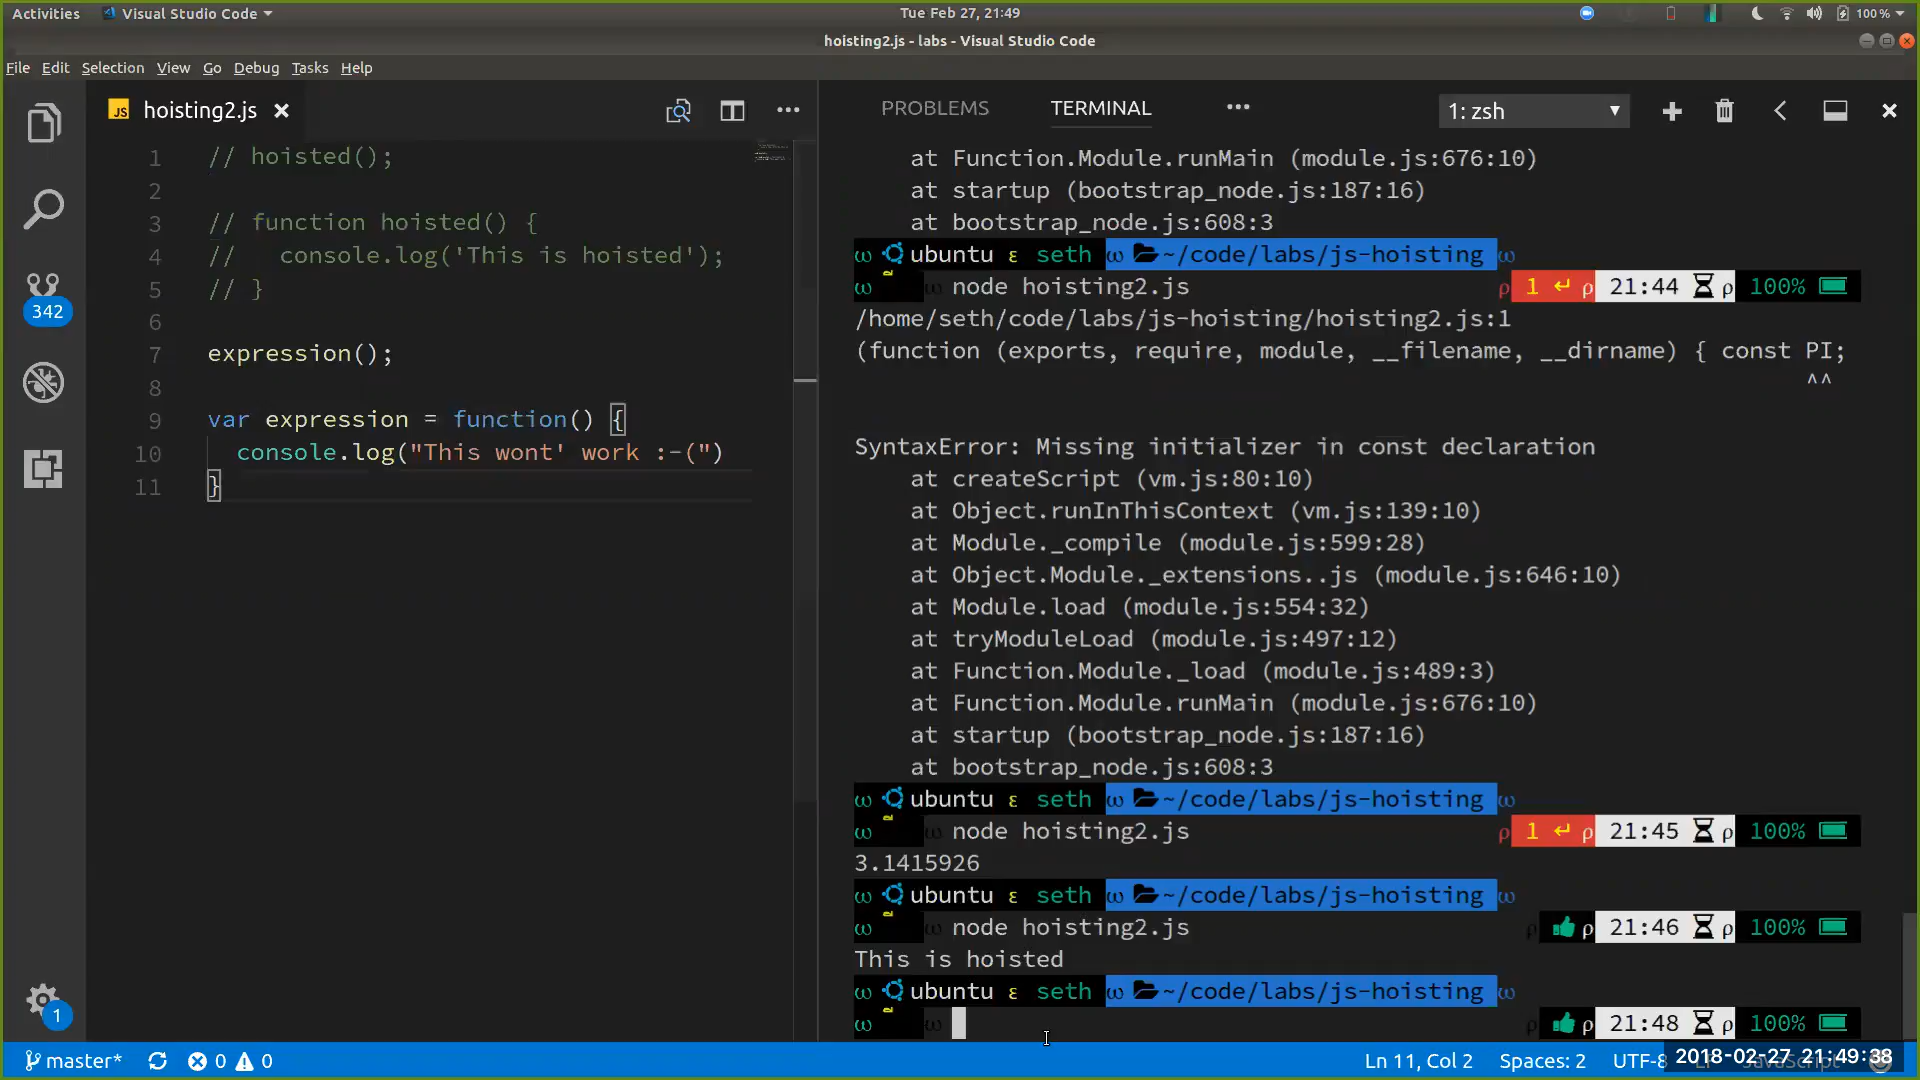 Activities Visual Studio Code Tue Feb 27, 21:49 100 %
hoisting2.js - labs - Visual Studio Code
File Edit Selection View Go Debug Tasks Help
JS hoisting2.js
1 // hoisted();
2
3 // function hoisted() {
4 //   console.log('This is hoisted');
5 // }
6
7 expression();
8
9 var expression = function() {
10   console.log("This wont' work :-(")
11 }
342
1
PROBLEMS TERMINAL 1: zsh
at Function.Module.runMain (module.js:676:10)
at startup (bootstrap_node.js:187:16)
at bootstrap_node.js:608:3
ω ubuntu ε seth ω ~/code/labs/js-hoisting ω
ω ω node hoisting2.js ρ 1 ↵ ρ 21:44 ρ 100%
/home/seth/code/labs/js-hoisting/hoisting2.js:1
(function (exports, require, module, __filename, __dirname) { const PI;
^^
SyntaxError: Missing initializer in const declaration
at createScript (vm.js:80:10)
at Object.runInThisContext (vm.js:139:10)
at Module._compile (module.js:599:28)
at Object.Module._extensions..js (module.js:646:10)
at Module.load (module.js:554:32)
at tryModuleLoad (module.js:497:12)
at Function.Module._load (module.js:489:3)
at Function.Module.runMain (module.js:676:10)
at startup (bootstrap_node.js:187:16)
at bootstrap_node.js:608:3
ω ubuntu ε seth ω ~/code/labs/js-hoisting ω
ω ω node hoisting2.js ρ 1 ↵ ρ 21:45 ρ 100%
3.1415926
ω ubuntu ε seth ω ~/code/labs/js-hoisting ω
ω ω node hoisting2.js ρ ρ 21:46 ρ 100%
This is hoisted
ω ubuntu ε seth ω ~/code/labs/js-hoisting ω
ω ω ρ ρ 21:48 ρ 100%
master* 0 0 Ln 11, Col 2 Spaces: 2 UTF-8 2018-02-27 21:49:38